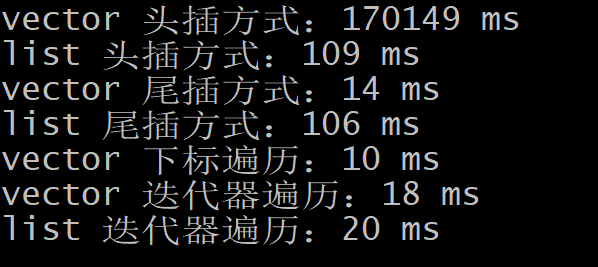 vector 头插方式：170149 ms
list 头插方式：109 ms
vector 尾插方式：14 ms
list 尾插方式：106 ms
vector 下标遍历：10 ms
vector 迭代器遍历：18 ms
list 迭代器遍历：20 ms